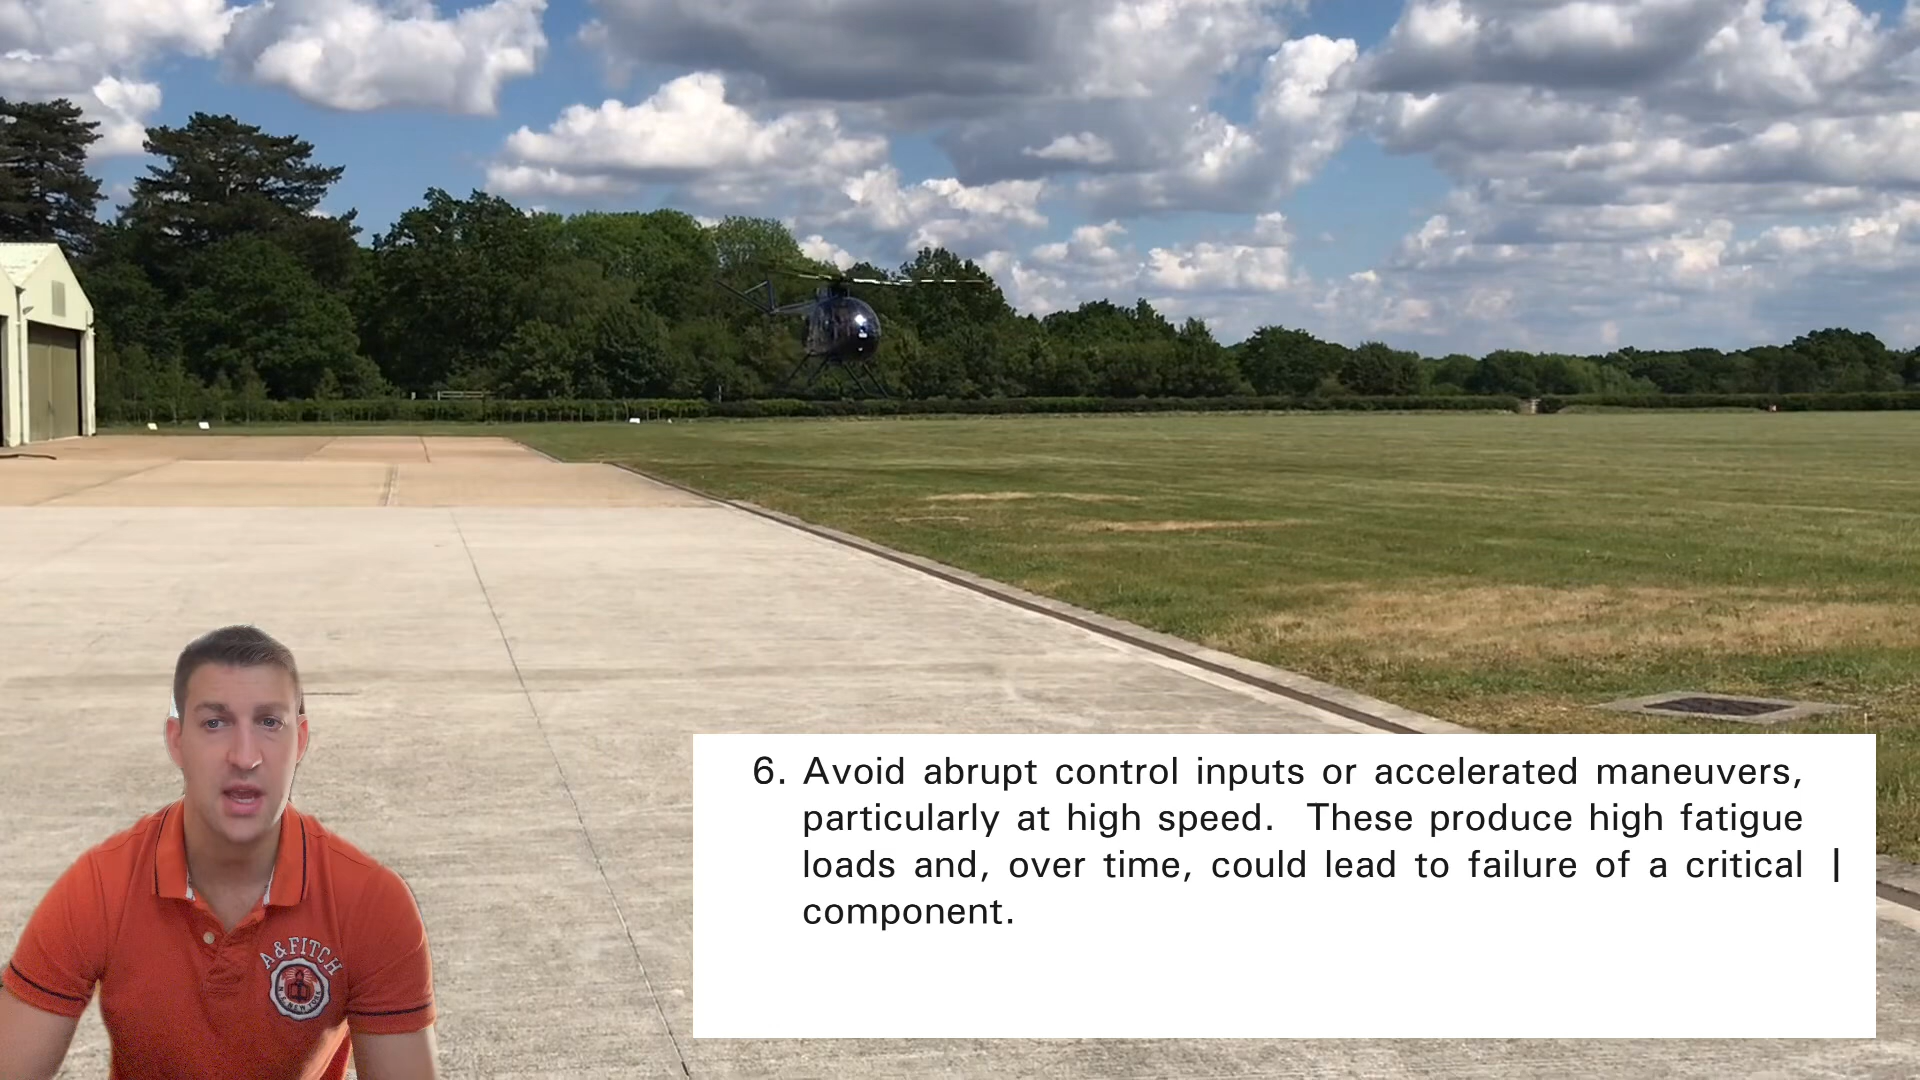 6. Avoid abrupt control inputs or accelerated maneuvers,
particularly at high speed. These produce high fatigue
loads and, over time, could lead to failure of a critical |
component.
A&FITCH